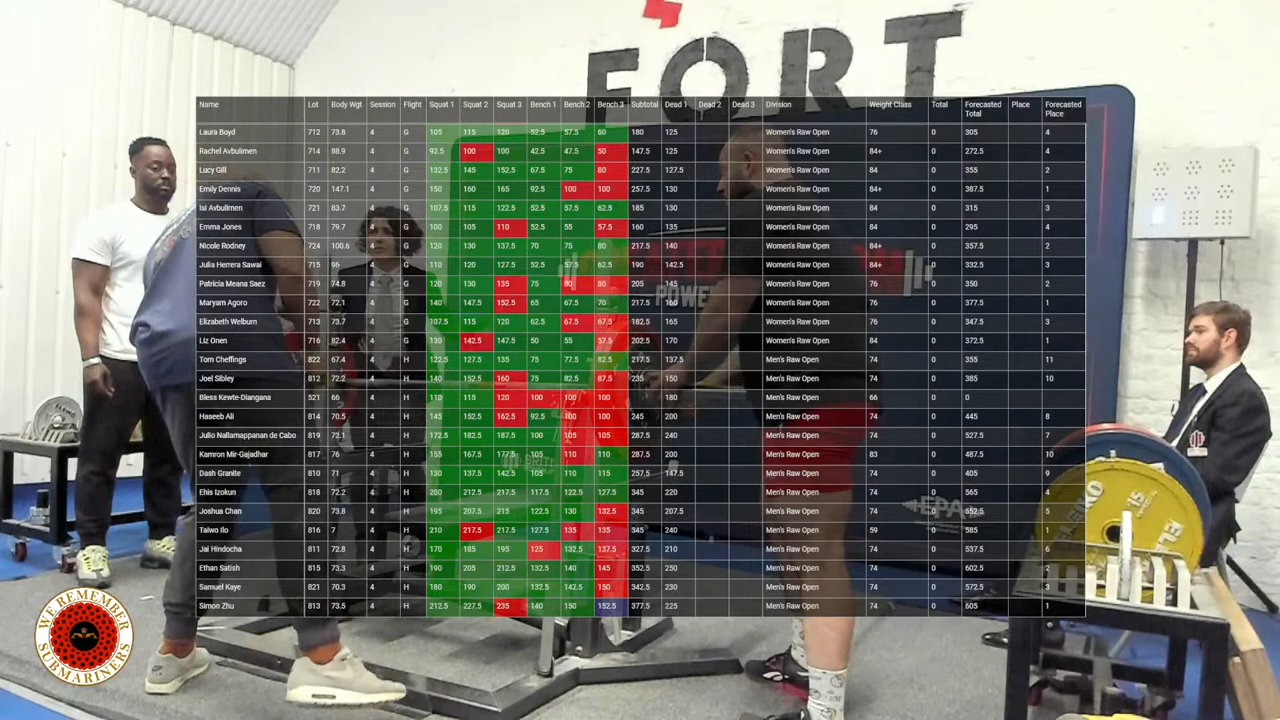 FORT
Name Lot Body Wgt Session Flight Squat 1 Squat 2 Squat 3 Bench 1 Bench 2 Bench 3 Subtotal Dead 1 Dead 2 Dead 3 Division Weight Class Total Forecasted Total Place Forecasted Place
Laura Boyd 712 73.8 4 G 105 115 120 52.5 57.5 60 180 125 Women's Raw Open 76 0 305 4
Rachel Avbulimen 714 88.9 4 G 92.5 100 100 42.5 47.5 50 147.5 125 Women's Raw Open 84+ 0 272.5 4
Lucy Gill 711 82.2 4 G 132.5 145 152.5 67.5 75 80 227.5 127.5 Women's Raw Open 84 0 355 2
Emily Dennis 720 147.1 4 G 150 160 165 92.5 100 100 257.5 130 Women's Raw Open 84+ 0 387.5 1
Isi Avbulimen 721 83.7 4 G 107.5 115 122.5 52.5 57.5 62.5 185 130 Women's Raw Open 84 0 315 3
Emma Jones 718 79.7 4 G 100 105 110 52.5 55 57.5 160 135 Women's Raw Open 84 0 295 4
Nicole Rodney 724 100.6 4 G 120 130 137.5 70 75 80 217.5 140 Women's Raw Open 84+ 0 357.5 2
Julia Herrera Sawai 715 96 4 G 110 120 127.5 52.5 57.5 62.5 190 142.5 Women's Raw Open 84+ 0 332.5 3
Patricia Meana Saez 719 74.8 4 G 120 130 135 75 80 80 205 145 Women's Raw Open 76 0 350 2
Maryam Agoro 722 72.1 4 G 140 147.5 152.5 65 67.5 70 217.5 160 Women's Raw Open 76 0 377.5 1
Elizabeth Welburn 713 73.7 4 G 107.5 115 120 62.5 67.5 67.5 182.5 165 Women's Raw Open 76 0 347.5 3
Liz Onen 716 82.4 4 G 130 142.5 147.5 50 55 57.5 202.5 170 Women's Raw Open 84 0 372.5 1
Tom Cheffings 822 67.4 4 H 122.5 127.5 135 75 77.5 82.5 217.5 137.5 Men's Raw Open 74 0 355 11
Joel Sibley 812 72.2 4 H 140 152.5 160 75 82.5 87.5 235 150 Men's Raw Open 74 0 385 10
Bless Kewte-Diangana 521 66 4 H 110 115 120 100 100 100 180 Men's Raw Open 66 0 0
Haseeb Ali 814 70.5 4 H 145 152.5 162.5 92.5 100 100 245 200 Men's Raw Open 74 0 445 8
Julio Nallamappanan de Cabo 819 72.1 4 H 172.5 182.5 187.5 100 105 105 287.5 240 Men's Raw Open 74 0 527.5 7
Kamron Mir-Gajadhar 817 76 4 H 155 167.5 177.5 105 110 110 287.5 200 Men's Raw Open 83 0 487.5 10
Dash Granite 810 71 4 H 130 137.5 142.5 105 110 115 257.5 147.5 Men's Raw Open 74 0 405 9
Ehis Izokun 818 72.2 4 H 200 212.5 217.5 117.5 122.5 127.5 345 220 Men's Raw Open 74 0 565 4
Joshua Chan 820 73.8 4 H 195 207.5 215 122.5 130 132.5 345 207.5 Men's Raw Open 74 0 552.5 5
Taiwo Ilo 816 7 4 H 210 217.5 217.5 127.5 135 135 345 240 Men's Raw Open 59 0 585 1
Jai Hindocha 811 72.8 4 H 170 185 195 125 132.5 137.5 327.5 210 Men's Raw Open 74 0 537.5 6
Ethan Satish 815 73.3 4 H 190 205 212.5 132.5 140 145 352.5 250 Men's Raw Open 74 0 602.5 2
Samuel Kaye 821 70.3 4 H 180 190 200 132.5 142.5 150 342.5 230 Men's Raw Open 74 0 572.5 3
Simon Zhu 813 73.5 4 H 212.5 227.5 235 140 150 152.5 377.5 225 Men's Raw Open 74 0 605 1
POWE
15
WE REMEMBER
SUBMARINERS